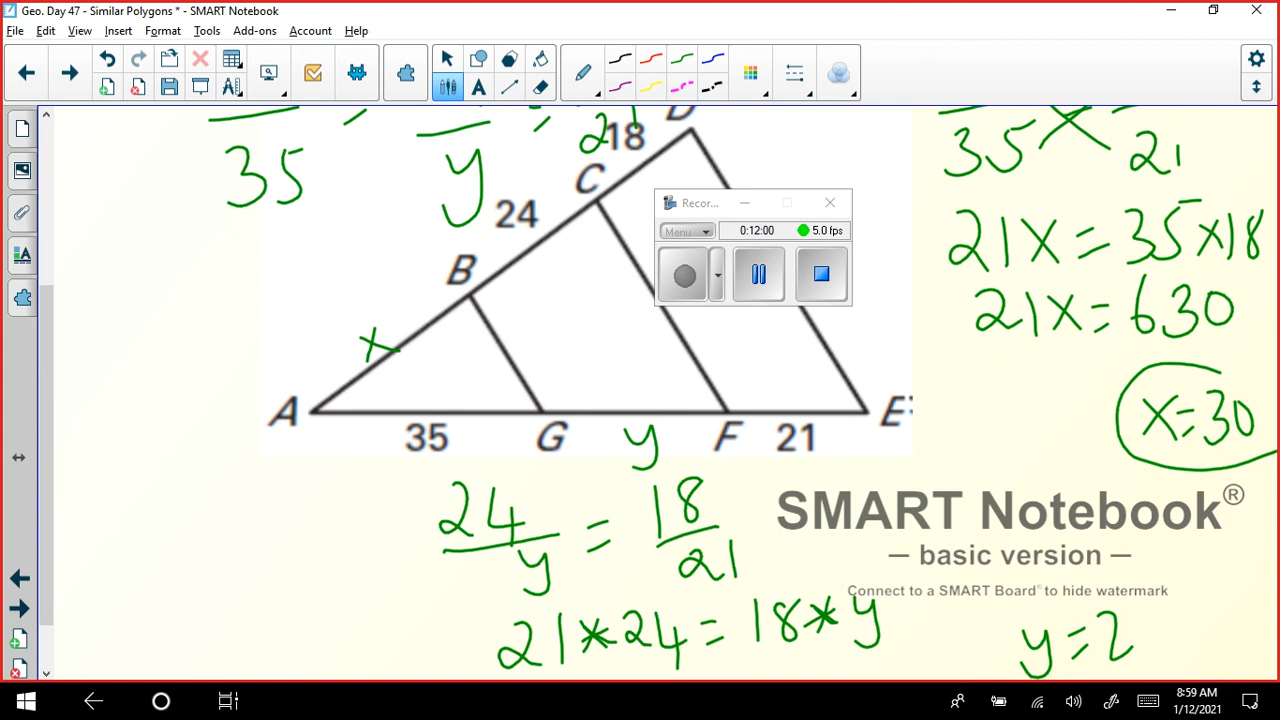 Geo. Day 47 - Similar Polygons * - SMART Notebook
File Edit View Insert Format Tools Add-ons Account Help
35 = y = 21
18
C
24
B
x
A
35
G
y
F
21
E
Recor...
Menu
0:12:00
5.0 fps
35 x 21
21x = 35x18
21x = 630
x = 30
24/y = 18/21
21*24 = 18*y
y = 2
SMART Notebook®
— basic version —
Connect to a SMART Board® to hide watermark
8:59 AM
1/12/2021